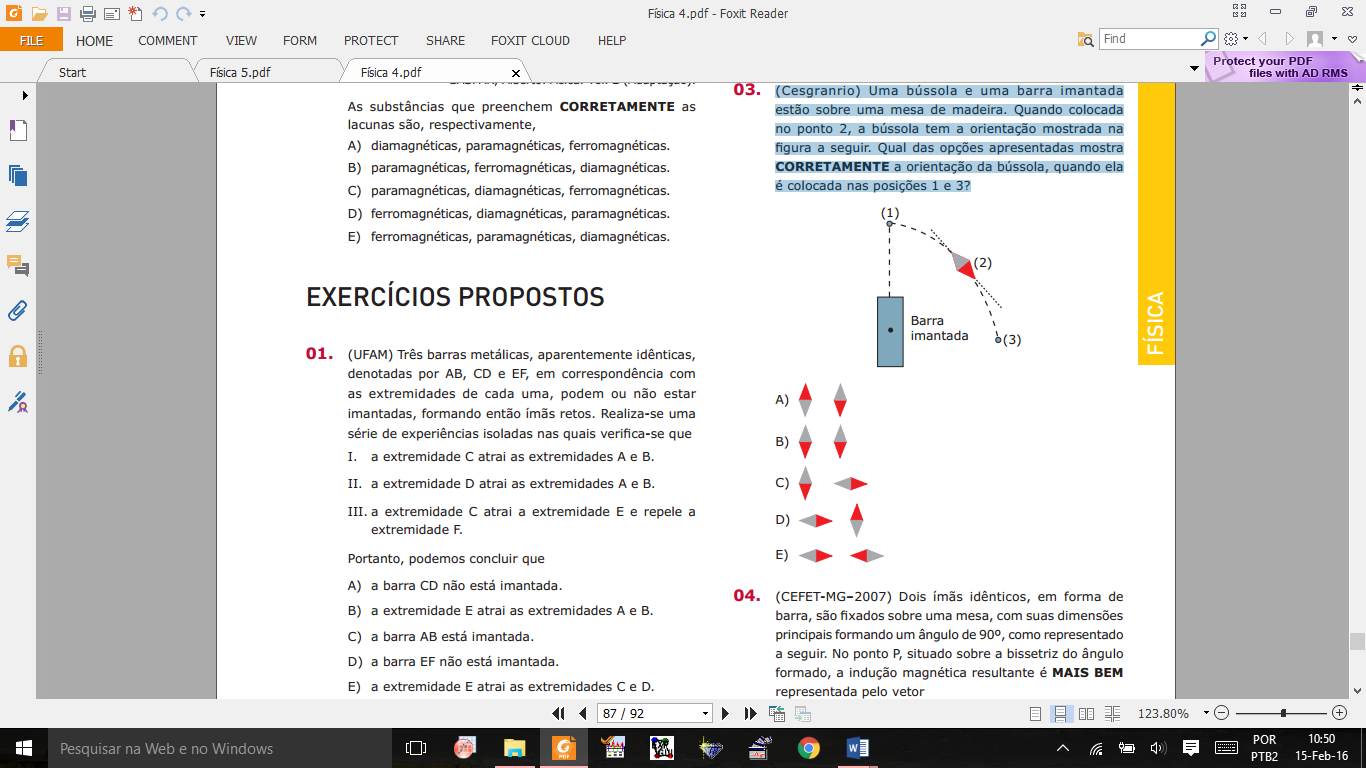 Física 4.pdf - Foxit Reader
FILE
HOME
COMMENT
VIEW
FORM
PROTECT
SHARE
FOXIT CLOUD
HELP
Find
Start
Física 5.pdf
Física 4.pdf
Protect your PDF
files with AD RMS
As substâncias que preenchem CORRETAMENTE as
lacunas são, respectivamente,
A) diamagnéticas, paramagnéticas, ferromagnéticas.
B) paramagnéticas, ferromagnéticas, diamagnéticas.
C) paramagnéticas, diamagnéticas, ferromagnéticas.
D) ferromagnéticas, diamagnéticas, paramagnéticas.
E) ferromagnéticas, paramagnéticas, diamagnéticas.
EXERCÍCIOS PROPOSTOS
01. (UFAM) Três barras metálicas, aparentemente idênticas,
denotadas por AB, CD e EF, em correspondência com
as extremidades de cada uma, podem ou não estar
imantadas, formando então ímãs retos. Realiza-se uma
série de experiências isoladas nas quais verifica-se que
I. a extremidade C atrai as extremidades A e B.
II. a extremidade D atrai as extremidades A e B.
III. a extremidade C atrai a extremidade E e repele a
extremidade F.
Portanto, podemos concluir que
A) a barra CD não está imantada.
B) a extremidade E atrai as extremidades A e B.
C) a barra AB está imantada.
D) a barra EF não está imantada.
E) a extremidade E atrai as extremidades C e D.
03. (Cesgranrio) Uma bússola e uma barra imantada
estão sobre uma mesa de madeira. Quando colocada
no ponto 2, a bússola tem a orientação mostrada na
figura a seguir. Qual das opções apresentadas mostra
CORRETAMENTE a orientação da bússola, quando ela
é colocada nas posições 1 e 3?
(1)
(2)
Barra
imantada
(3)
A)
B)
C)
D)
E)
04. (CEFET-MG–2007) Dois ímãs idênticos, em forma de
barra, são fixados sobre uma mesa, com suas dimensões
principais formando um ângulo de 90º, como representado
a seguir. No ponto P, situado sobre a bissetriz do ângulo
formado, a indução magnética resultante é MAIS BEM
representada pelo vetor
FÍSICA
87 / 92
123.80%
Pesquisar na Web e no Windows
POR
PTB2
10:50
15-Feb-16